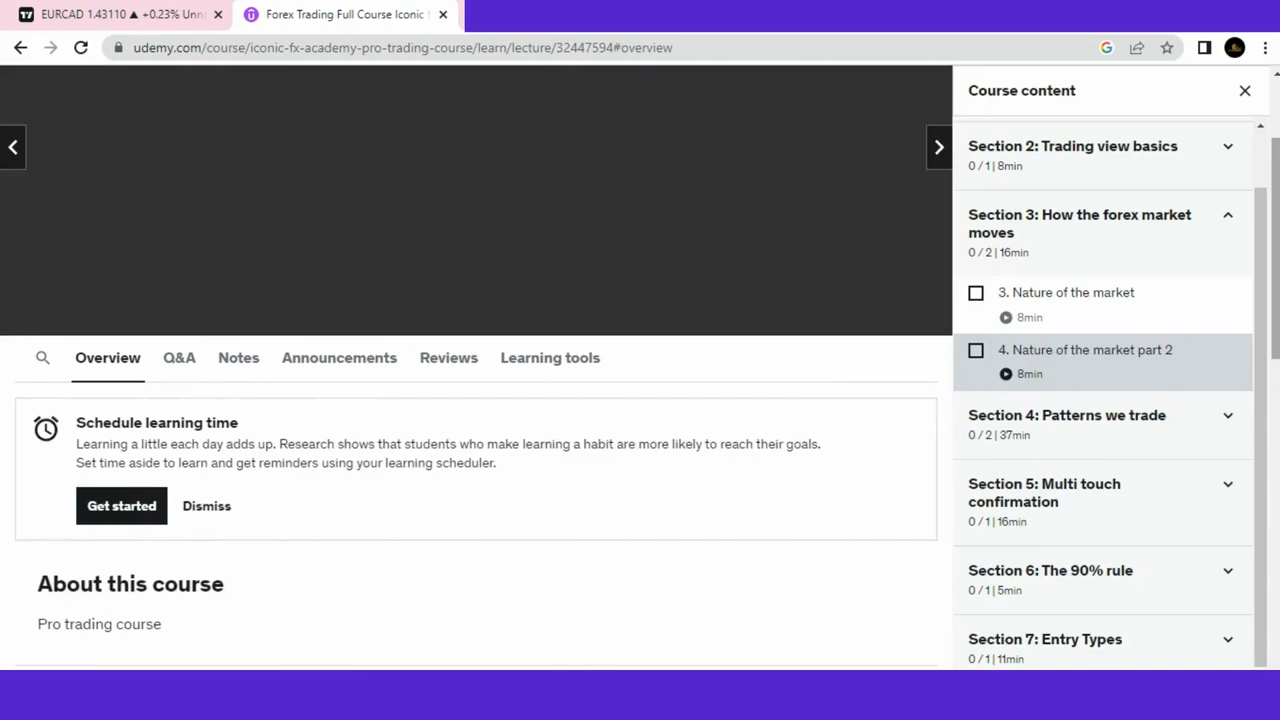 EURCAD 1.43110 ▲ +0.23% Unn
Forex Trading Full Course Iconic f
udemy.com/course/iconic-fx-academy-pro-trading-course/learn/lecture/32447594#overview
Course content
Section 2: Trading view basics
0 / 1 | 8min
Section 3: How the forex market
moves
0 / 2 | 16min
3. Nature of the market
8min
4. Nature of the market part 2
8min
Section 4: Patterns we trade
0 / 2 | 37min
Section 5: Multi touch
confirmation
0 / 1 | 16min
Section 6: The 90% rule
0 / 1 | 5min
Section 7: Entry Types
0 / 1 | 11min
Overview Q&A Notes Announcements Reviews Learning tools
Schedule learning time
Learning a little each day adds up. Research shows that students who make learning a habit are more likely to reach their goals.
Set time aside to learn and get reminders using your learning scheduler.
Get started Dismiss
About this course
Pro trading course